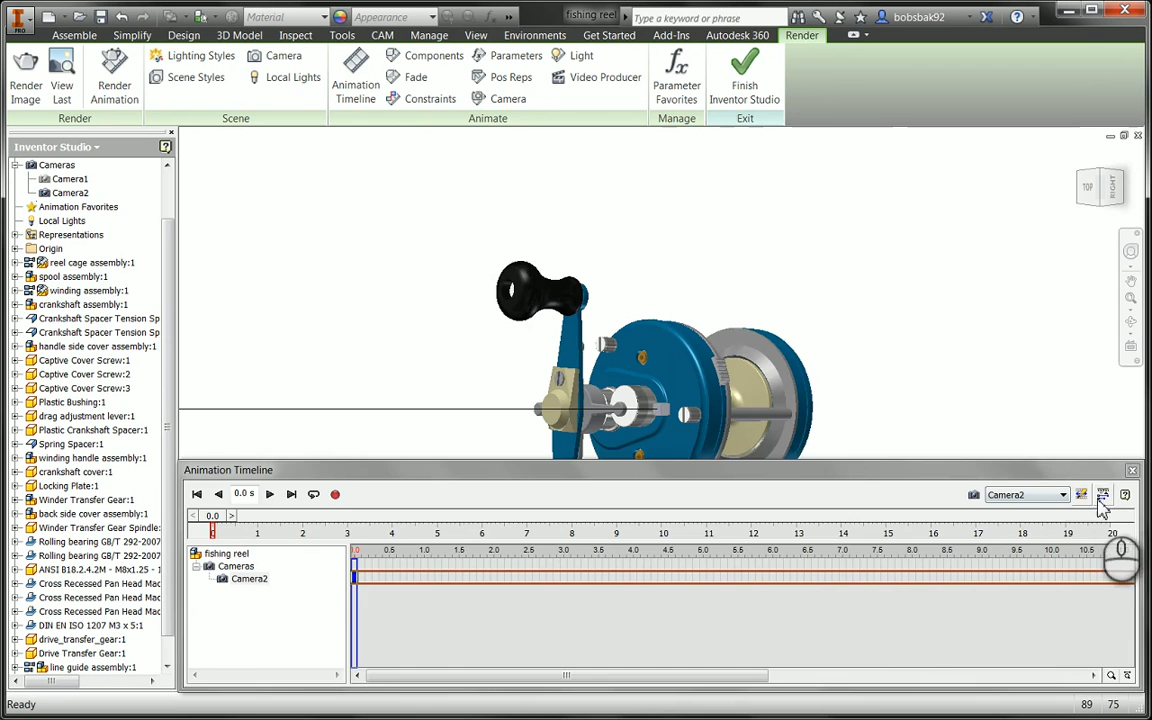 PRO
Material
Appearance
fishing reel
Type a keyword or phrase
bobsbak92
Assemble Simplify Design 3D Model Inspect Tools CAM Manage View Environments Get Started Add-Ins Autodesk 360 Render
Render Image
View Last
Render Animation
Lighting Styles
Scene Styles
Camera
Local Lights
Animation Timeline
Components
Fade
Constraints
Parameters
Pos Reps
Camera
Light
Video Producer
Parameter Favorites
Finish Inventor Studio
Render Scene Animate Manage Exit
Inventor Studio
Cameras
Camera1
Camera2
Animation Favorites
Local Lights
Representations
Origin
reel cage assembly:1
spool assembly:1
winding assembly:1
crankshaft assembly:1
Crankshaft Spacer Tension Sp
Crankshaft Spacer Tension Sp
handle side cover assembly:1
Captive Cover Screw:1
Captive Cover Screw:2
Captive Cover Screw:3
Plastic Bushing:1
drag adjustment lever:1
Plastic Crankshaft Spacer:1
Spring Spacer:1
winding handle assembly:1
crankshaft cover:1
Locking Plate:1
Winder Transfer Gear:1
back side cover assembly:1
Winder Transfer Gear Spindle:
Rolling bearing GB/T 292-2007
Rolling bearing GB/T 292-2007
ANSI B18.2.4.2M - M8x1.25 - 1
Cross Recessed Pan Head Mac
Cross Recessed Pan Head Mac
Cross Recessed Pan Head Mac
DIN EN ISO 1207 M3 x 5:1
drive_transfer_gear:1
Drive Transfer Gear:1
line guide assembly:1
TOP RIGHT
Animation Timeline
0.0 s
Camera2
0.0
0 1 2 3 4 5 6 7 8 9 10 11 12 13 14 15 16 17 18 19 20
0.0 0.5 1.0 1.5 2.0 2.5 3.0 3.5 4.0 4.5 5.0 5.5 6.0 6.5 7.0 7.5 8.0 8.5 9.0 9.5 10.0 10.5
fishing reel
Cameras
Camera2
Ready
89 75